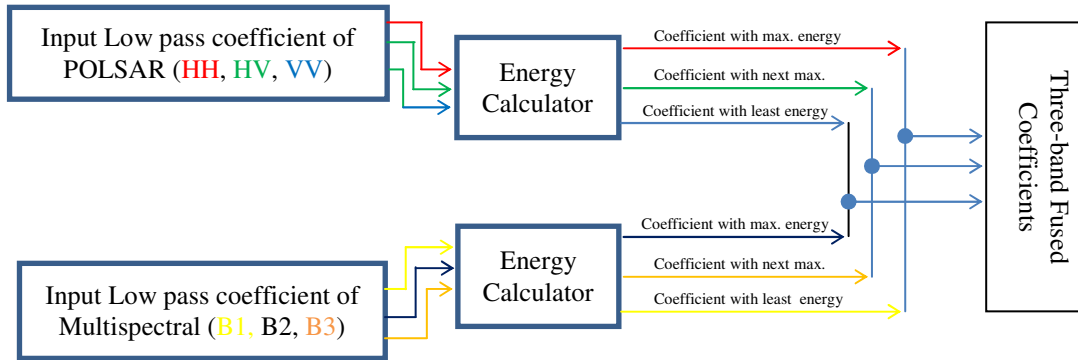 Input Low pass coefficient of
POLSAR (HH, HV, VV)
Energy
Calculator
Coefficient with max. energy
Coefficient with next max.
Coefficient with least energy
Three-band Fused
Coefficients
Input Low pass coefficient of
Multispectral (B1, B2, B3)
Energy
Calculator
Coefficient with max. energy
Coefficient with next max.
Coefficient with least energy